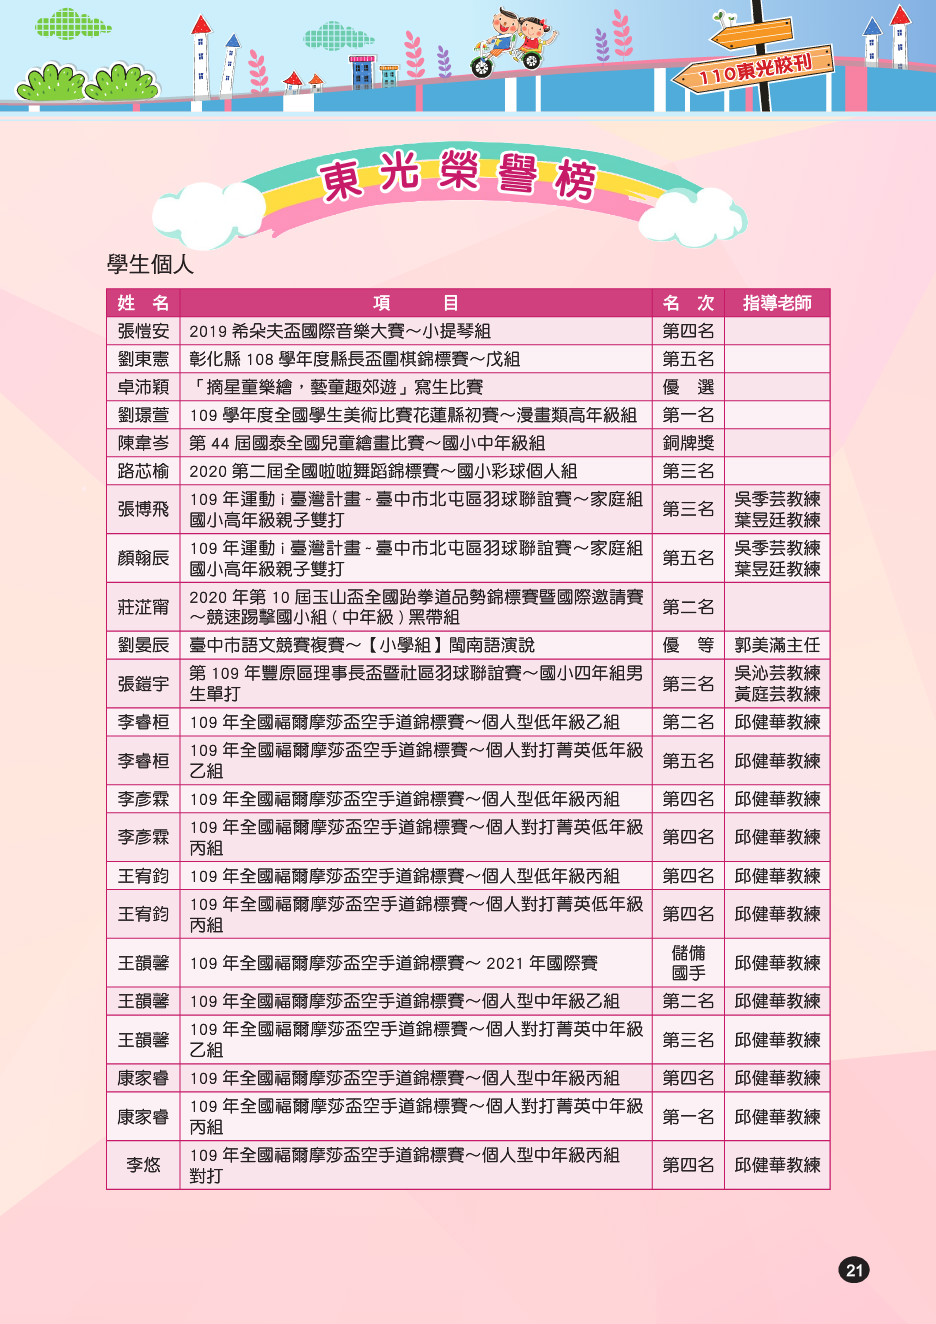 110東光校刊
東光榮譽榜
學生個人
姓 名 項 目 名 次 指導老師
張愷安 2019 希朵夫盃國際音樂大賽～小提琴組 第四名
劉東憲 彰化縣 108 學年度縣長盃圍棋錦標賽～戊組 第五名
卓沛穎 「摘星童樂繪，藝童趣郊遊」寫生比賽 優 選
劉璟萱 109 學年度全國學生美術比賽花蓮縣初賽～漫畫類高年級組 第一名
陳韋岑 第 44 屆國泰全國兒童繪畫比賽～國小中年級組 銅牌獎
路芯榆 2020 第二屆全國啦啦舞蹈錦標賽～國小彩球個人組 第三名
張博飛 109 年運動 i 臺灣計畫 ~ 臺中市北屯區羽球聯誼賽～家庭組 第三名 吳季芸教練
國小高年級親子雙打 葉昱廷教練
顏翰辰 109 年運動 i 臺灣計畫 ~ 臺中市北屯區羽球聯誼賽～家庭組 第五名 吳季芸教練
國小高年級親子雙打 葉昱廷教練
莊淽甯 2020 年第 10 屆玉山盃全國跆拳道品勢錦標賽暨國際邀請賽 第二名
～競速踢擊國小組 ( 中年級 ) 黑帶組
劉晏辰 臺中市語文競賽複賽～【小學組】閩南語演說 優 等 郭美滿主任
張鎧宇 第 109 年豐原區理事長盃暨社區羽球聯誼賽～國小四年組男 第三名 吳沁芸教練
生單打 黃庭芸教練
李睿桓 109 年全國福爾摩莎盃空手道錦標賽～個人型低年級乙組 第二名 邱健華教練
李睿桓 109 年全國福爾摩莎盃空手道錦標賽～個人對打菁英低年級 第五名 邱健華教練
乙組
李彥霖 109 年全國福爾摩莎盃空手道錦標賽～個人型低年級丙組 第四名 邱健華教練
李彥霖 109 年全國福爾摩莎盃空手道錦標賽～個人對打菁英低年級 第四名 邱健華教練
丙組
王宥鈞 109 年全國福爾摩莎盃空手道錦標賽～個人型低年級丙組 第四名 邱健華教練
王宥鈞 109 年全國福爾摩莎盃空手道錦標賽～個人對打菁英低年級 第四名 邱健華教練
丙組
王韻馨 109 年全國福爾摩莎盃空手道錦標賽～ 2021 年國際賽 儲備 邱健華教練
國手
王韻馨 109 年全國福爾摩莎盃空手道錦標賽～個人型中年級乙組 第二名 邱健華教練
王韻馨 109 年全國福爾摩莎盃空手道錦標賽～個人對打菁英中年級 第三名 邱健華教練
乙組
康家睿 109 年全國福爾摩莎盃空手道錦標賽～個人型中年級丙組 第四名 邱健華教練
康家睿 109 年全國福爾摩莎盃空手道錦標賽～個人對打菁英中年級 第一名 邱健華教練
丙組
李悠 109 年全國福爾摩莎盃空手道錦標賽～個人型中年級丙組 第四名 邱健華教練
對打
21